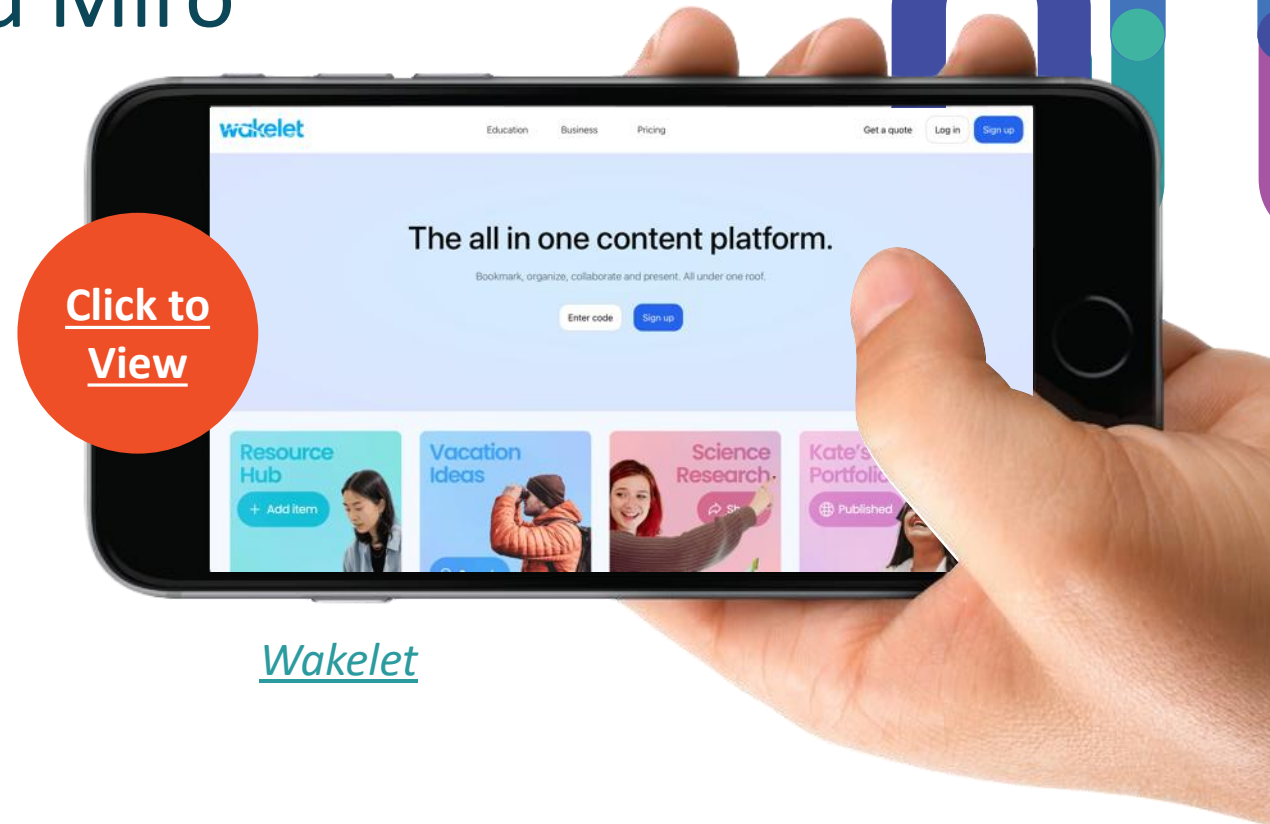 Miro
wakelet
Education Business Pricing Get a quote Log in Sign up
The all in one content platform.
Bookmark, organize, collaborate and present. All under one roof.
Enter code Sign up
Click to
View
Resource
Hub
+ Add item
Vacation
Ideas
Science
Research
Kate's
Portfolio
Published
Wakelet